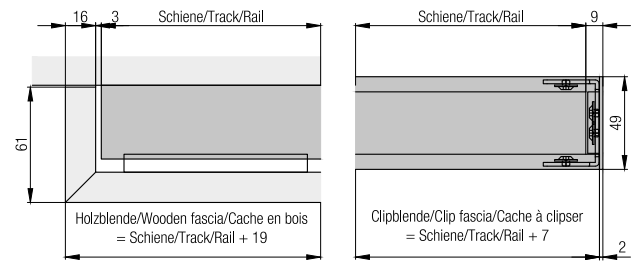 16 3 Schiene/Track/Rail
Schiene/Track/Rail 9
61
49
Holzblende/Wooden fascia/Cache en bois
= Schiene/Track/Rail + 19
Clipblende/Clip fascia/Cache à clipser
= Schiene/Track/Rail + 7
2